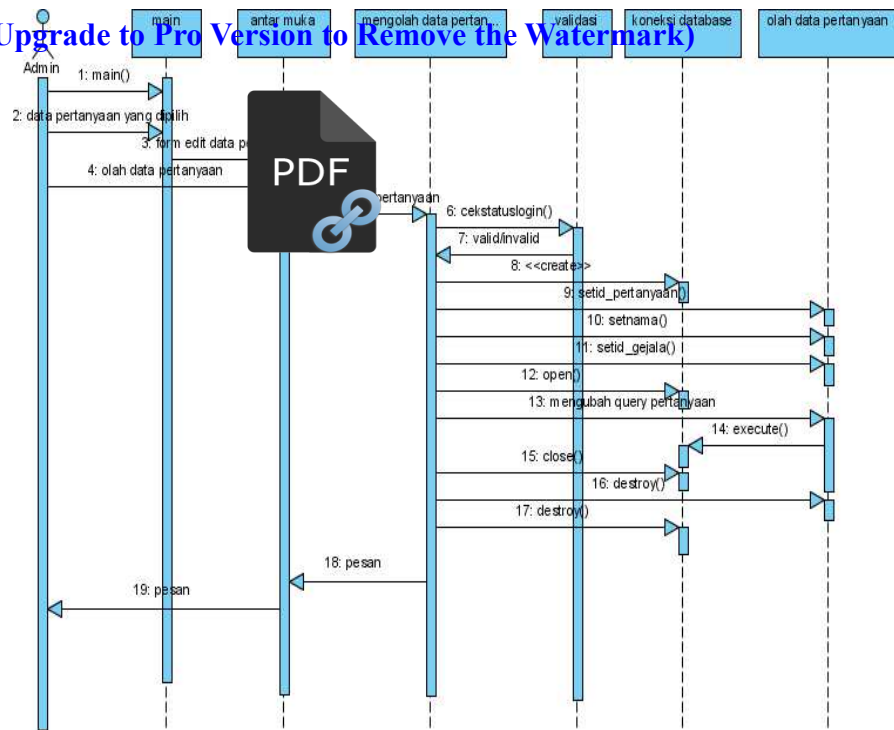 main
antar muka
mengolah data pertan...
validasi
koneksi database
olah data pertanyaan
Upgrade to Pro Version to Remove the Watermark)
Admin
1: main()
2: data pertanyaan yang dipilih
3: form edit data
4: olah data pertanyaan
PDF
pertanyaan
6: cekstatuslogin()
7: valid/invalid
8: <<create>>
9: setid_pertanyaan()
10: setnama()
11: setid_gejala()
12: open()
13: mengubah query pertanyaan
14: execute()
15: close()
16: destroy()
17: destroy()
18: pesan
19: pesan